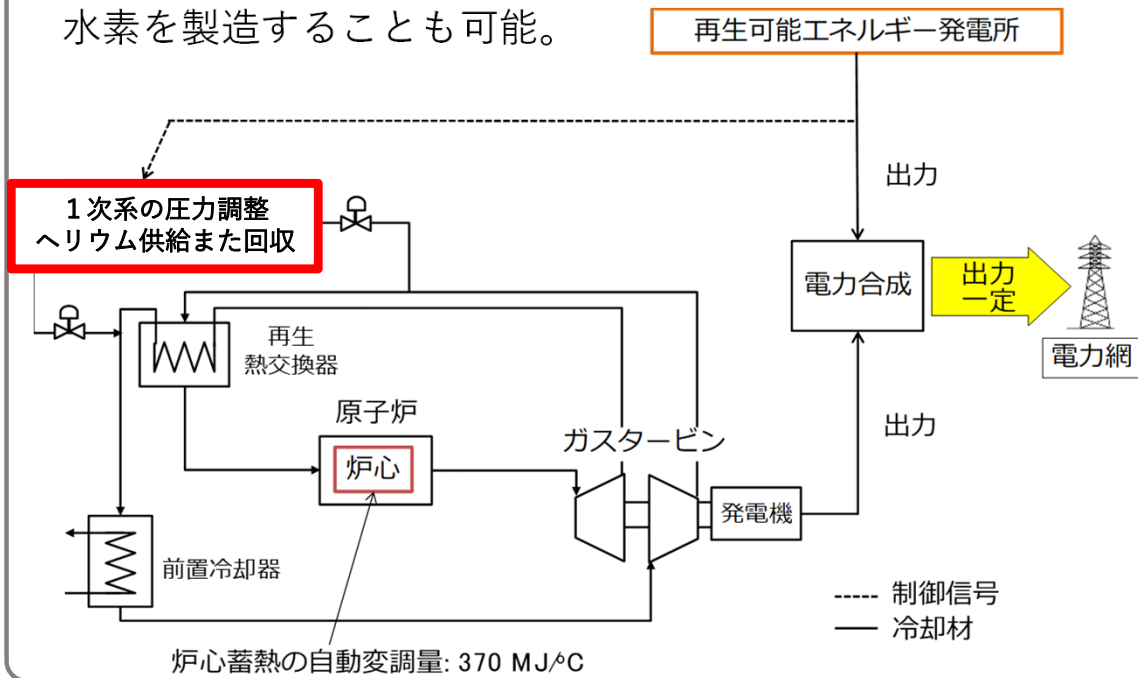 水素を製造することも可能。
再生可能エネルギー発電所
１次系の圧力調整
ヘリウム供給また回収
出力
電力合成
出力
一定
電力網
再生
熱交換器
原子炉
炉心
ガスタービン
出力
発電機
前置冷却器
制御信号
冷却材
炉心蓄熱の自動変調量: 370 MJ/°C